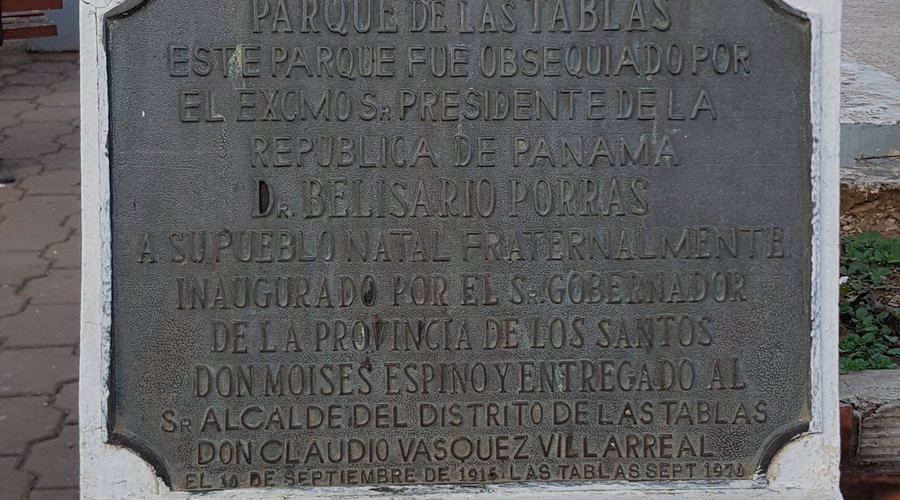 PARQUE DE LAS TABLAS
ESTE PARQUE FUE OBSEQUIADO POR
EL EXCMO SR PRESIDENTE DE LA
REPUBLICA DE PANAMA
DR. BELISARIO PORRAS
A SU PUEBLO NATAL FRATERNALMENTE.
INAUGURADO POR EL SR. GOBERNADOR
DE LA PROVINCIA DE LOS SANTOS
DON MOISES ESPINO Y ENTREGADO AL
SR ALCALDE DEL DISTRITO DE LAS TABLAS
DON CLAUDIO VASQUEZ VILLARREAL
EL 10 DE SEPTIEMBRE DE 1915. LAS TABLAS SEPT 1970